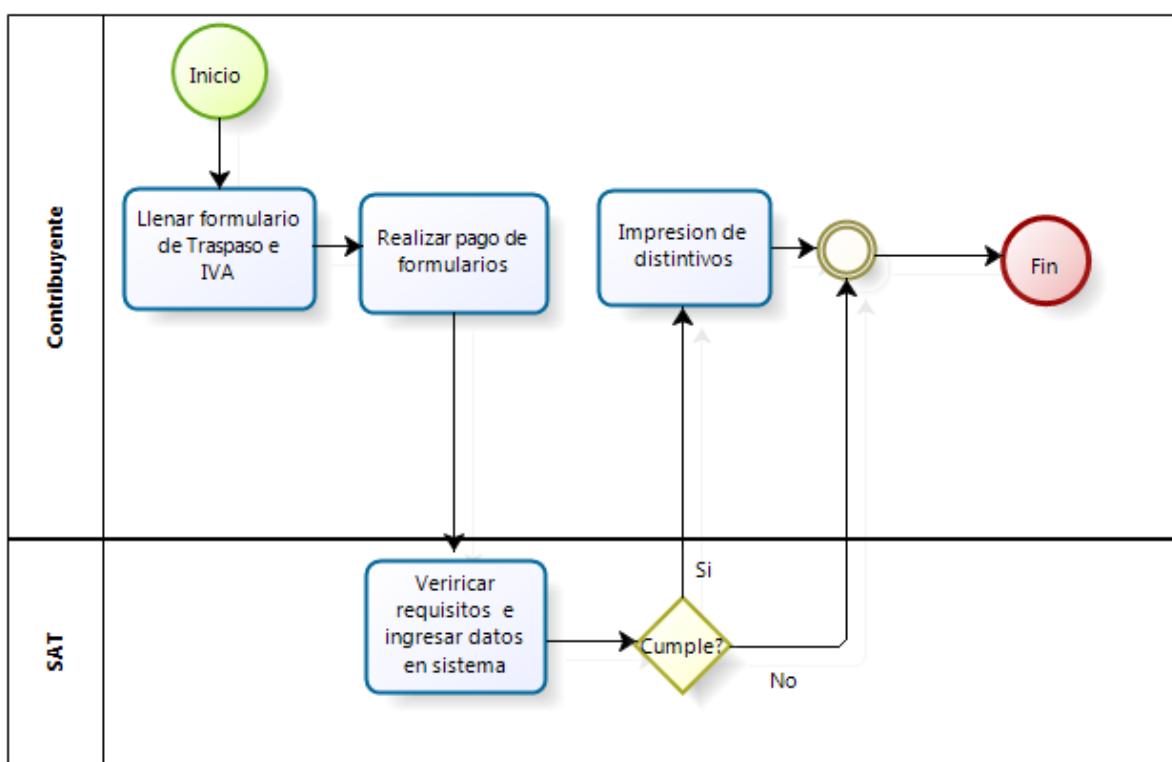 Contribuyente
Inicio
Llenar formulario
de Traspaso e
IVA
Realizar pago de
formularios
Impresion de
distintivos
Fin
SAT
Veriricar
requisitos e
ingresar datos
en sistema
Cumple?
Si
No